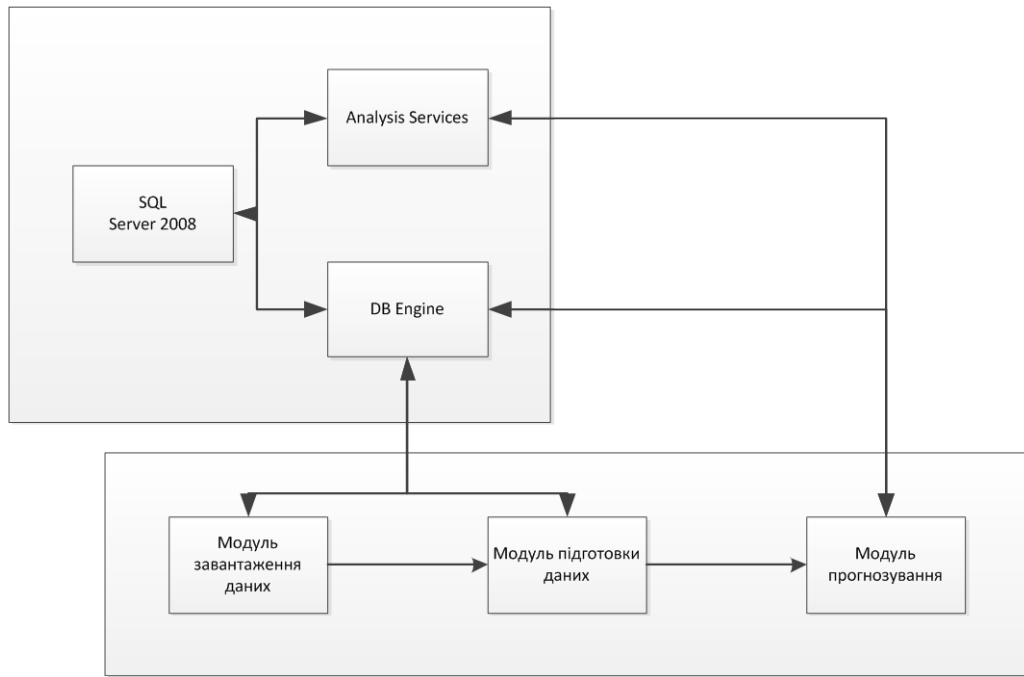 Analysis Services
SQL
Server 2008
DB Engine
Модуль
завантаження
даних
Модуль підготовки
даних
Модуль
прогнозування